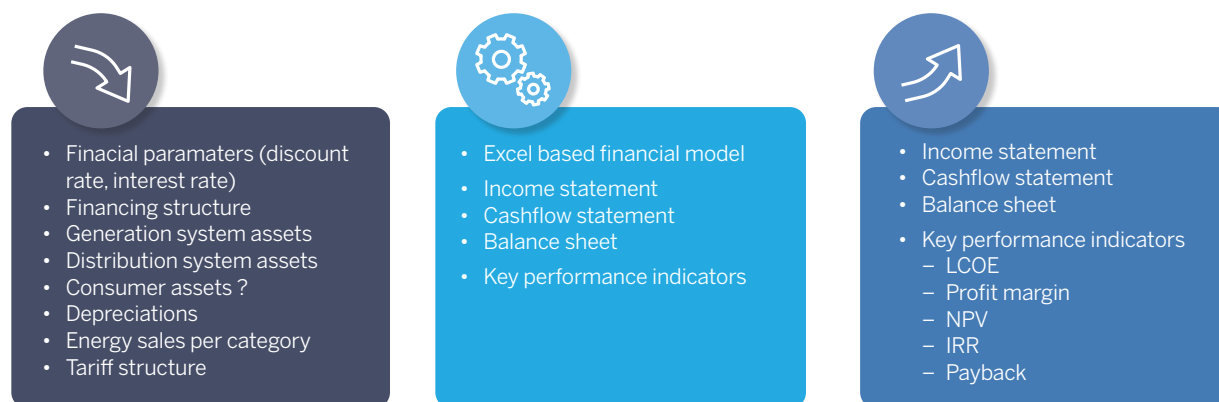 • Finacial paramaters (discount
rate, interest rate)
• Financing structure
• Generation system assets
• Distribution system assets
• Consumer assets ?
• Depreciations
• Energy sales per category
• Tariff structure
• Excel based financial model
• Income statement
• Cashflow statement
• Balance sheet
• Key performance indicators
• Income statement
• Cashflow statement
• Balance sheet
• Key performance indicators
– LCOE
– Profit margin
– NPV
– IRR
– Payback